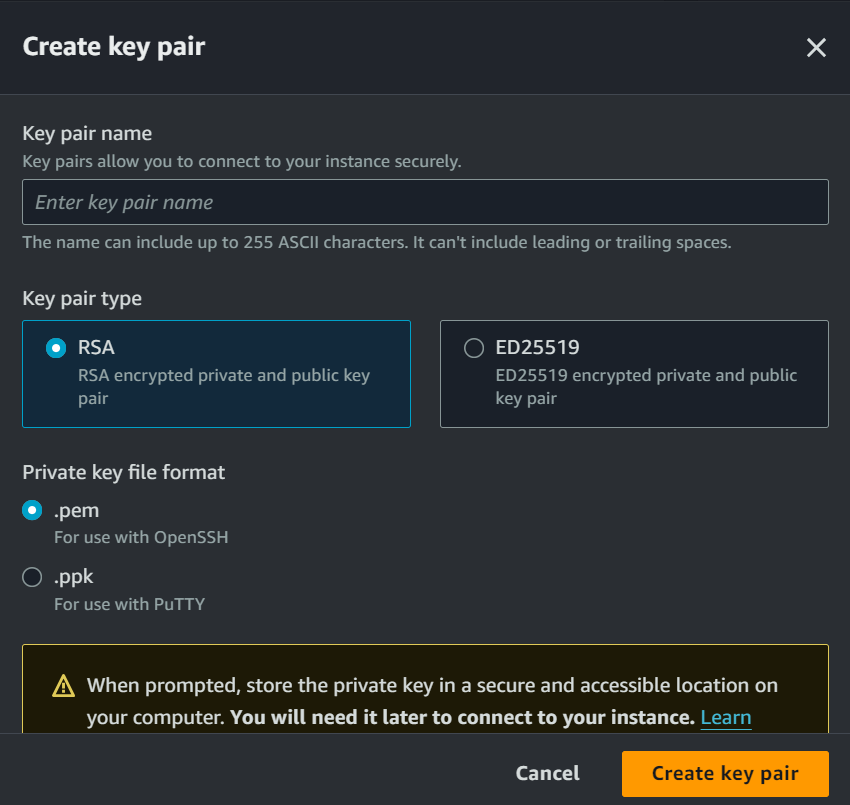 Create key pair
Key pair name
Key pairs allow you to connect to your instance securely.
Enter key pair name
The name can include up to 255 ASCII characters. It can't include leading or trailing spaces.
Key pair type
RSA
RSA encrypted private and public key
pair
ED25519
ED25519 encrypted private and public
key pair
Private key file format
.pem
For use with OpenSSH
.ppk
For use with PuTTY
When prompted, store the private key in a secure and accessible location on
your computer. You will need it later to connect to your instance. Learn
Cancel
Create key pair